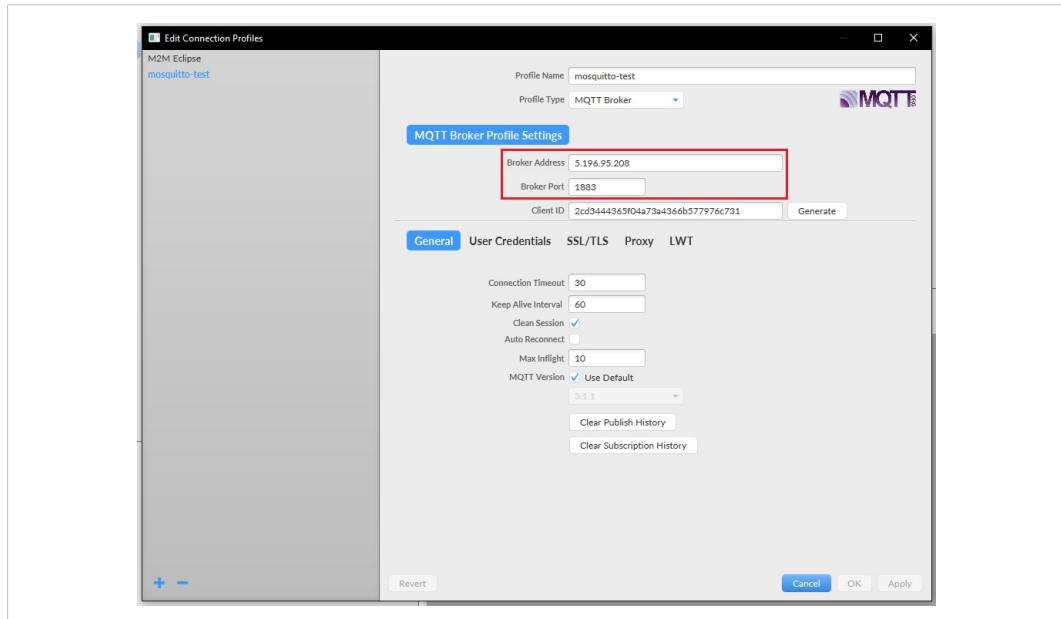 Edit Connection Profiles
M2M Eclipse
mosquitto-test
Profile Name mosquitto-test
Profile Type MQTT Broker
MQTT.ORG
MQTT Broker Profile Settings
Broker Address 5.196.95.208
Broker Port 1883
Client ID 2cd3444365f04a73a4366b577976c731 Generate
General User Credentials SSL/TLS Proxy LWT
Connection Timeout 30
Keep Alive Interval 60
Clean Session
Auto Reconnect
Max Inflight 10
MQTT Version Use Default
3.1.1
Clear Publish History
Clear Subscription History
Revert Cancel OK Apply